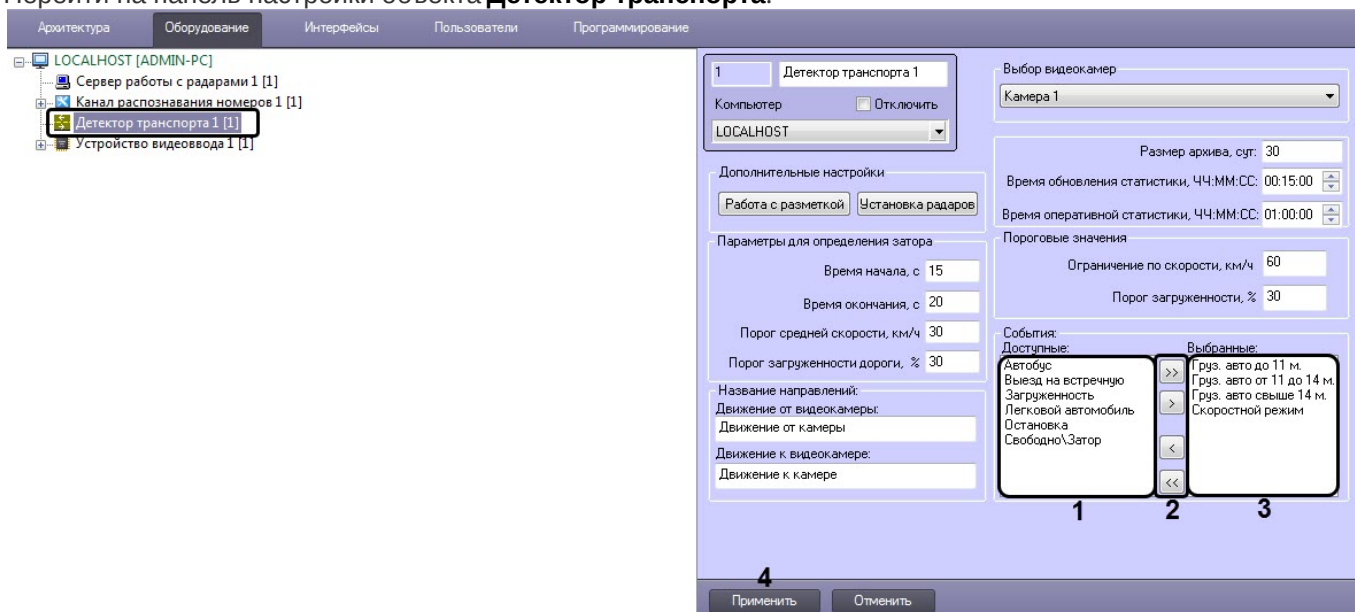 Перейти на панель настройки объекта Детектор транспорта.
Архитектура Оборудование Интерфейсы Пользователи Программирование
LOCALHOST [ADMIN-PC]
Сервер работы с радарами 1 [1]
Канал распознавания номеров 1 [1]
Детектор транспорта 1 [1]
Устройство видеоввода 1 [1]
1 Детектор транспорта 1
Компьютер Отключить
LOCALHOST
Дополнительные настройки
Работа с разметкой Установка радаров
Параметры для определения затора
Время начала, с 15
Время окончания, с 20
Порог средней скорости, км/ч 30
Порог загруженности дороги, % 30
Название направлений:
Движение от видеокамеры:
Движение от камеры
Движение к видеокамере:
Движение к камере
Выбор видеокамер
Камера 1
Размер архива, сут: 30
Время обновления статистики, ЧЧ:ММ:СС: 00:15:00
Время оперативной статистики, ЧЧ:ММ:СС: 01:00:00
Пороговые значения
Ограничение по скорости, км/ч 60
Порог загруженности, % 30
События:
Доступные: Выбранные:
Автобус
Выезд на встречную
Загруженность
Легковой автомобиль
Остановка
Свободно\Затор
>>
>
<
<<
Груз. авто до 11 м.
Груз. авто от 11 до 14 м.
Груз. авто свыше 14 м.
Скоростной режим
1 2 3
4
Применить Отменить